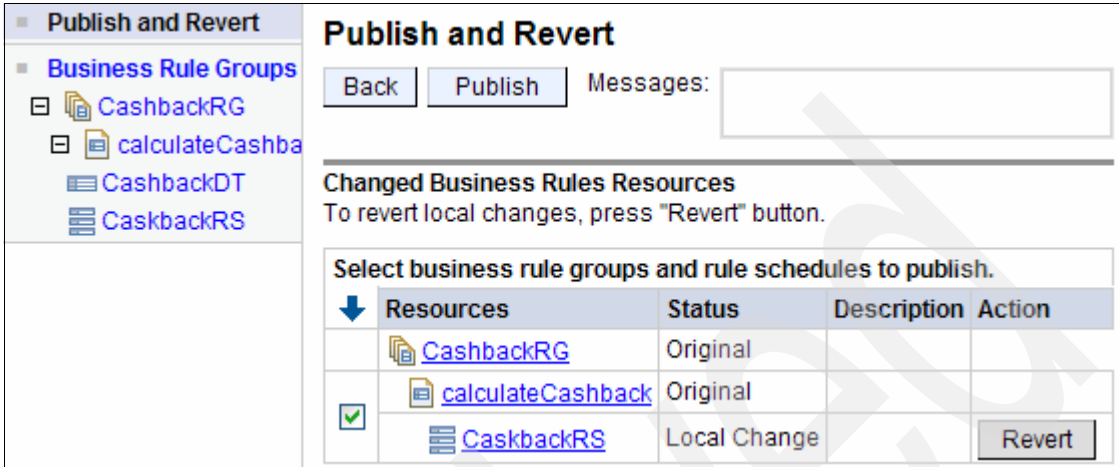 Publish and Revert
Business Rule Groups
CashbackRG
calculateCashba
CashbackDT
CaskbackRS
Publish and Revert
Back Publish Messages:
Changed Business Rules Resources
To revert local changes, press "Revert" button.
Select business rule groups and rule schedules to publish.
Resources Status Description Action
CashbackRG Original
calculateCashback Original
CaskbackRS Local Change Revert